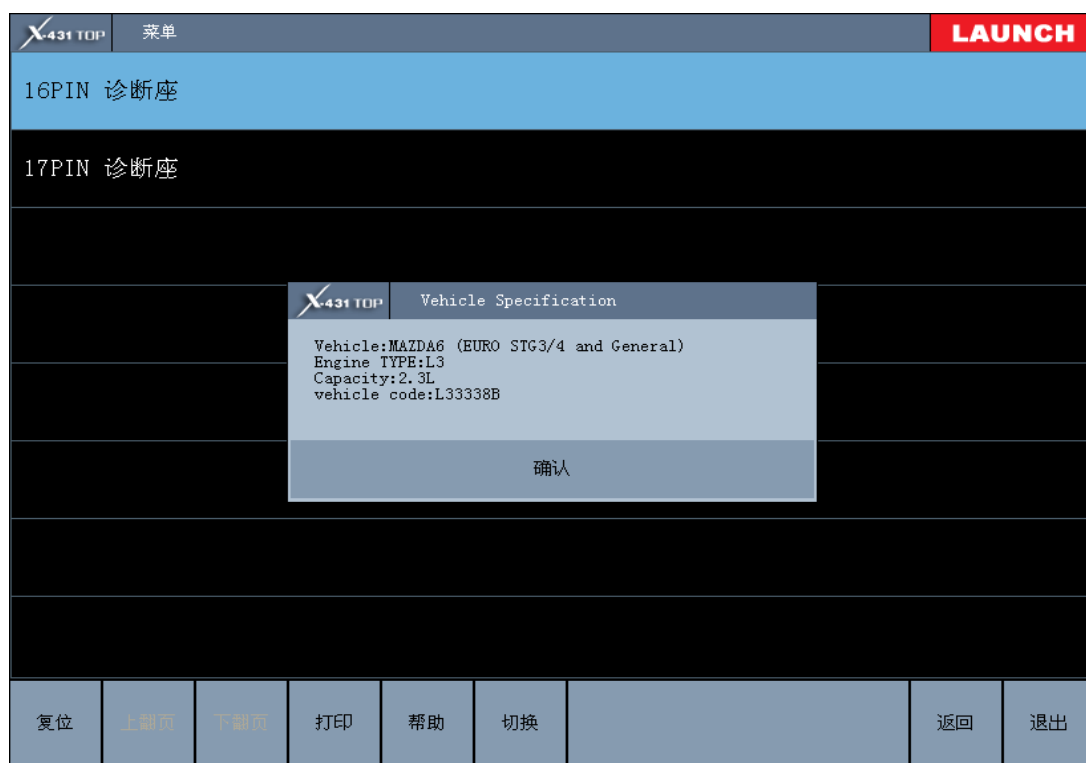 X-431 TOP 菜单 LAUNCH
16PIN 诊断座
17PIN 诊断座
X-431 TOP Vehicle Specification
Vehicle:MAZDA6 (EURO STG3/4 and General)
Engine TYPE:L3
Capacity:2.3L
vehicle code:L33338B
确认
复位 上翻页 下翻页 打印 帮助 切换 返回 退出